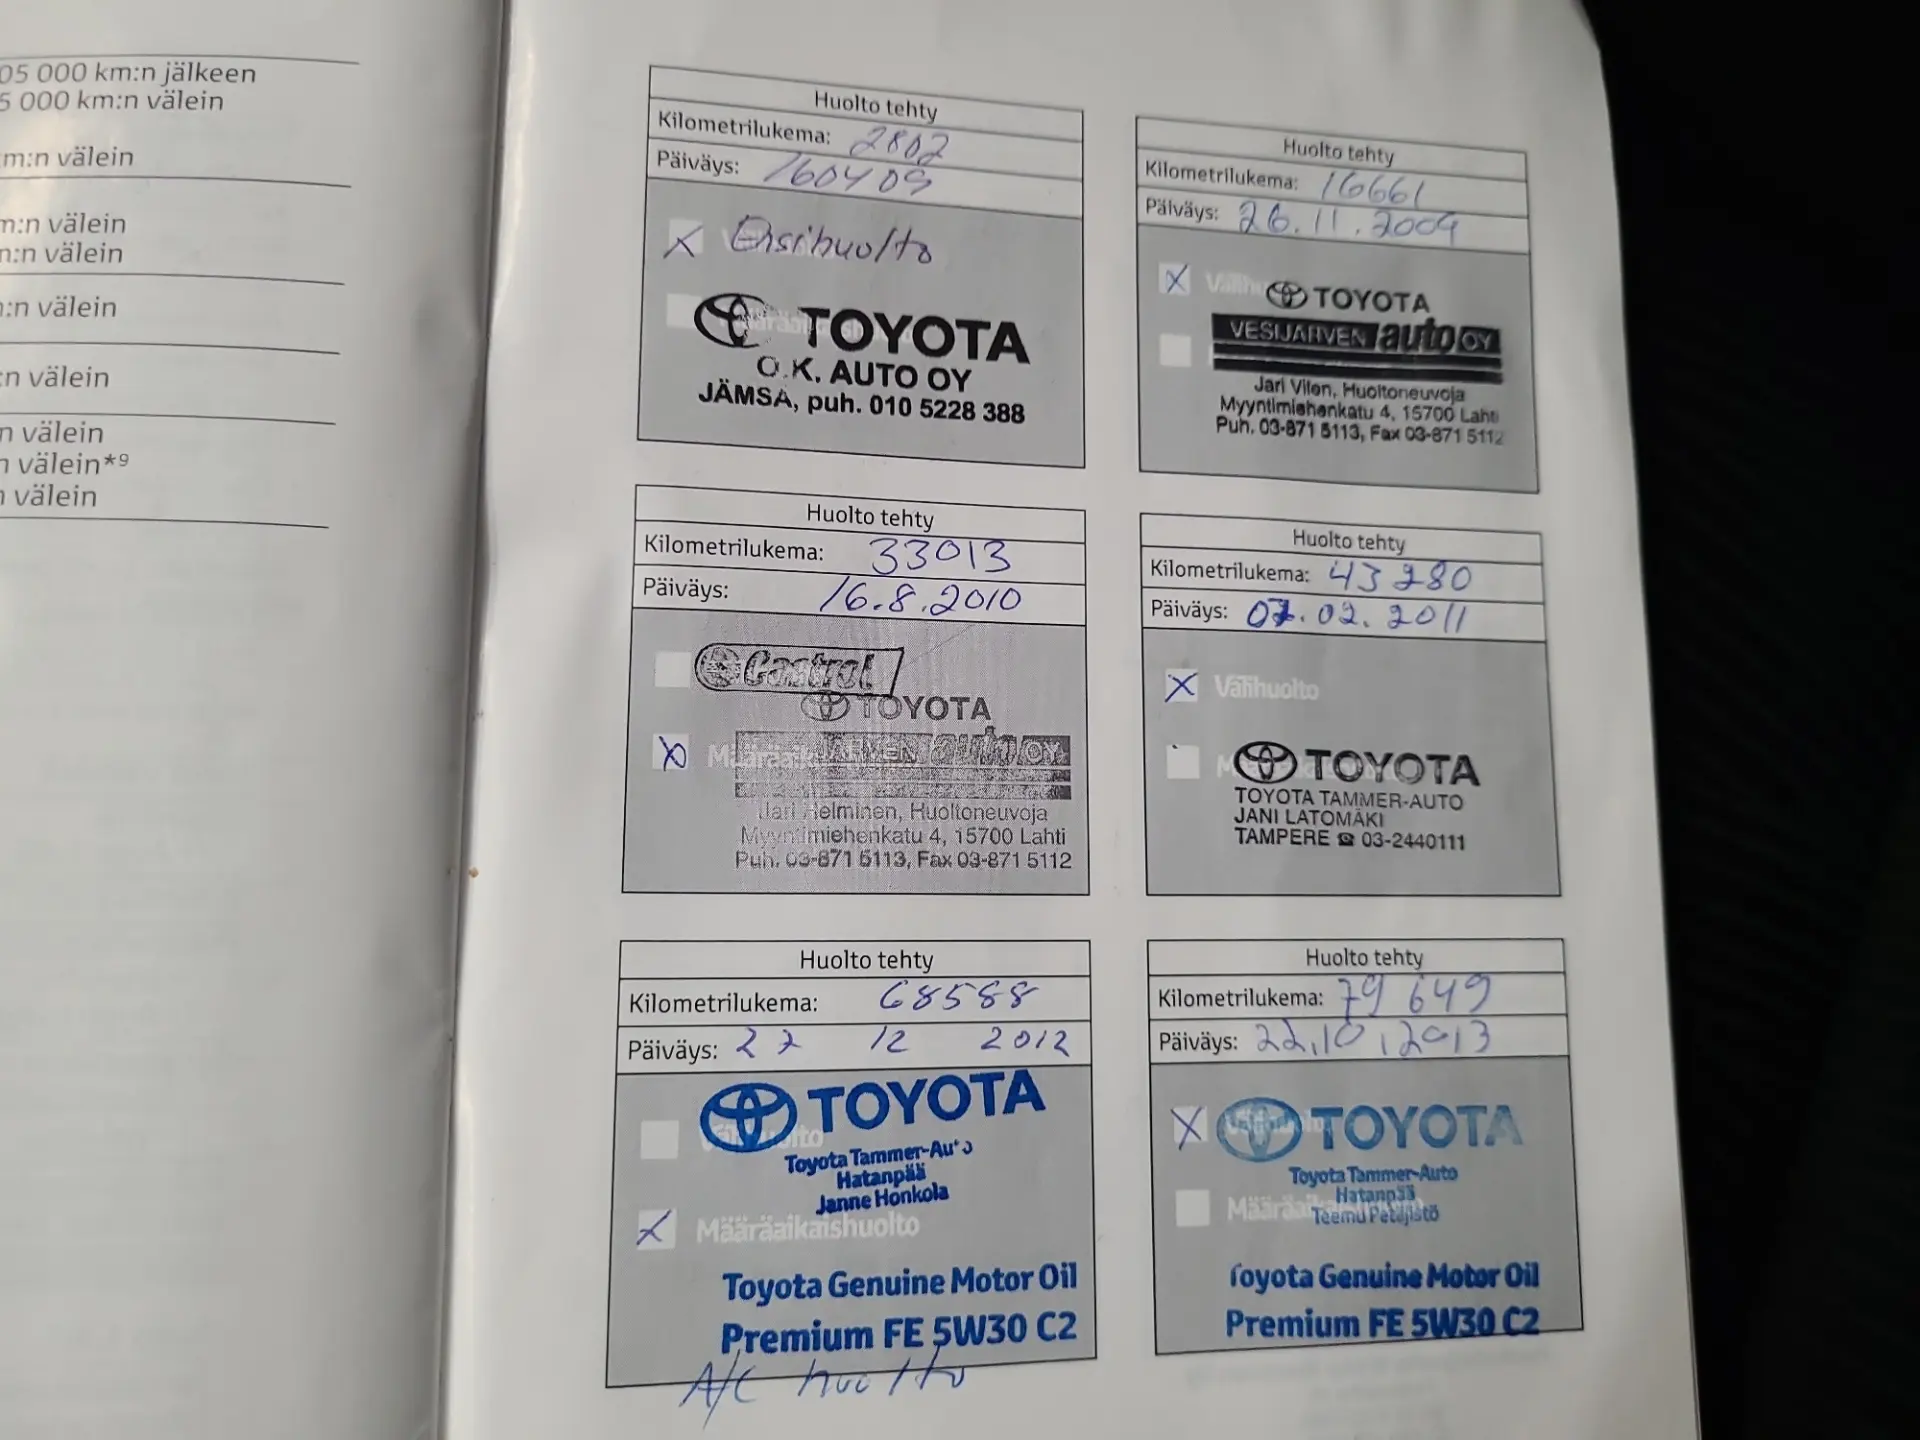 05 000 km:n jälkeen
5 000 km:n välein
m:n välein
m:n välein
n:n välein
:n välein
:n välein
n välein
n välein*9
välein
Huolto tehty
Kilometrilukema: 2802
Päiväys: 160409
X Ensihuolto
TOYOTA
O.K. AUTO OY
JÄMSÄ, puh. 010 5228 388
Huolto tehty
Kilometrilukema: 16661
Päiväys: 26.11.2009
X
TOYOTA
VESIJÄRVEN auto OY
Jari Vilen, Huoltoneuvoja
Myyntimiehenkatu 4, 15700 Lahti
Puh. 03-871 5113, Fax 03-871 5112
Huolto tehty
Kilometrilukema: 33013
Päiväys: 16.8.2010
Castrol
TOYOTA
X auto OY
Jari Helminen, Huoltoneuvoja
Myyntimiehenkatu 4, 15700 Lahti
Puh. 03-871 5113, Fax 03-871 5112
Huolto tehty
Kilometrilukema: 43280
Päiväys: 07.02.2011
X Välihuolto
TOYOTA
TOYOTA TAMMER-AUTO
JANI LATOMÄKI
TAMPERE ☎ 03-2440111
Huolto tehty
Kilometrilukema: 68588
Päiväys: 27 12 2012
TOYOTA
Välihuolto
Toyota Tammer-Auto
Hatanpää
Janne Honkola
X Määräaikaishuolto
Toyota Genuine Motor Oil
Premium FE 5W30 C2
A/C huolto
Huolto tehty
Kilometrilukema: 79 649
Päiväys: 22.10.2013
X TOYOTA
Toyota Tammer-Auto
Hatanpää
Teemu Petäjistö
Toyota Genuine Motor Oil
Premium FE 5W30 C2